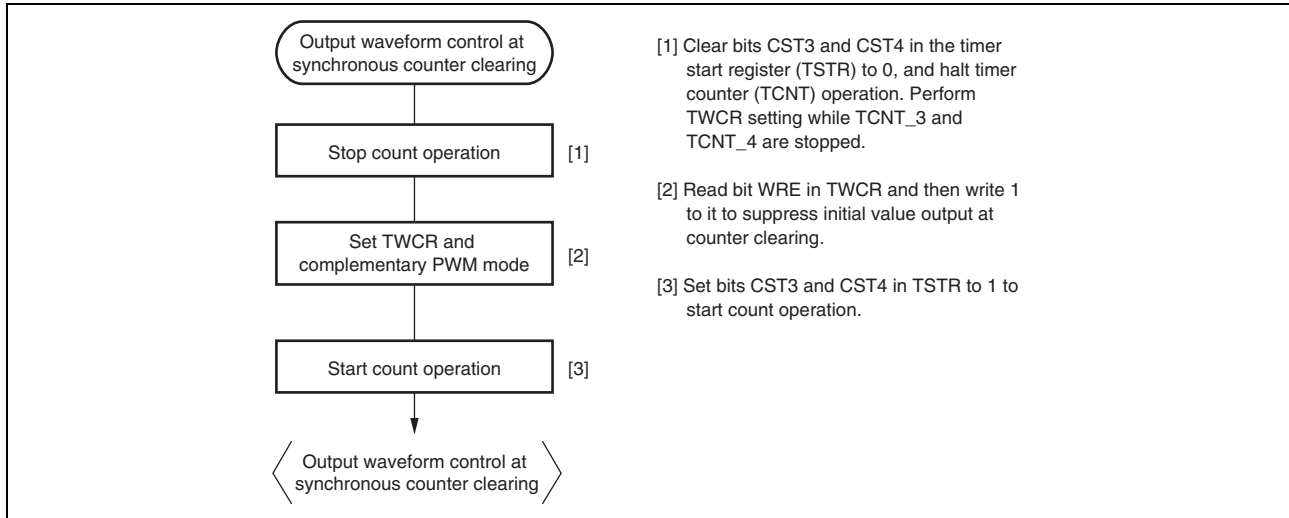 Output waveform control at
synchronous counter clearing
Stop count operation
[1]
Set TWCR and
complementary PWM mode
[2]
Start count operation
[3]
Output waveform control at
synchronous counter clearing
[1] Clear bits CST3 and CST4 in the timer
start register (TSTR) to 0, and halt timer
counter (TCNT) operation. Perform
TWCR setting while TCNT_3 and
TCNT_4 are stopped.
[2] Read bit WRE in TWCR and then write 1
to it to suppress initial value output at
counter clearing.
[3] Set bits CST3 and CST4 in TSTR to 1 to
start count operation.